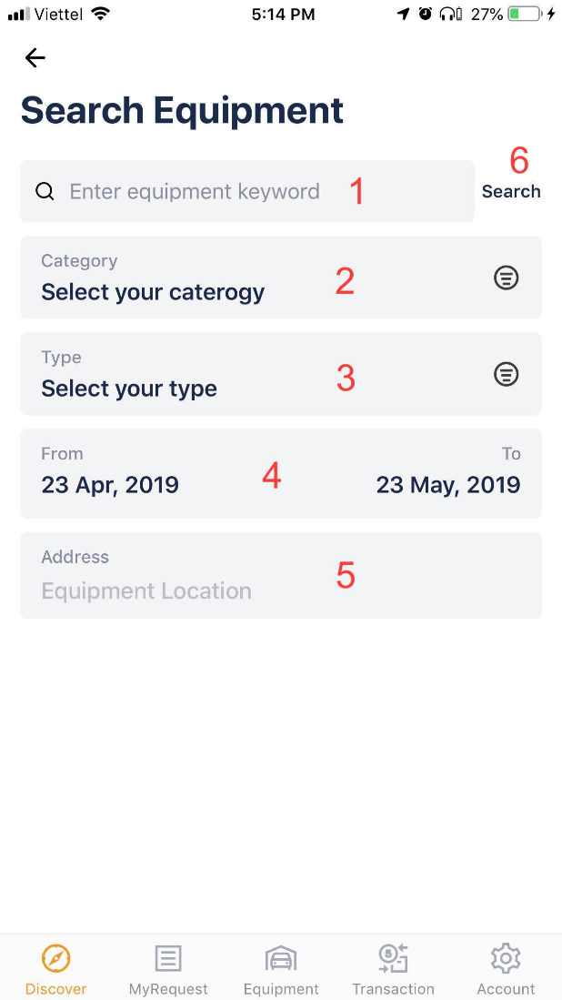 Viettel 5:14 PM 27%
Search Equipment
6
Enter equipment keyword 1 Search
Category
Select your caterogy 2
Type
Select your type 3
From To
23 Apr, 2019 4 23 May, 2019
Address
Equipment Location 5
Discover MyRequest Equipment Transaction Account